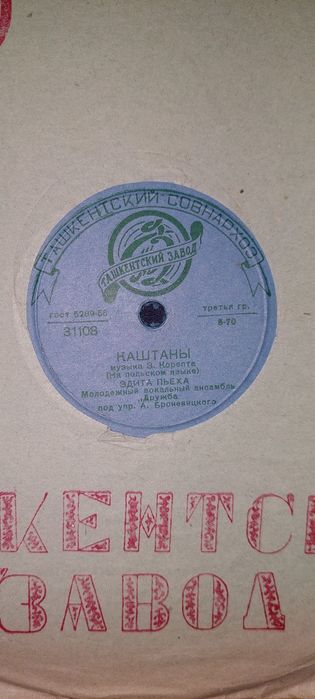 ТАШКЕНТСКИЙ СОВНАРХОЗ
ТАШКЕНТСКИЙ ЗАВОД
ГОСТ 5289-56
31108
третья гр.
8-70
КАШТАНЫ
музыка З. Корепта
(На польском языке)
ЭДИТА ПЬЕХА
Молодежный вокальный ансамбль
„Дружба"
под упр. А. Броневицкого
КЕНТС
ЗАВОД